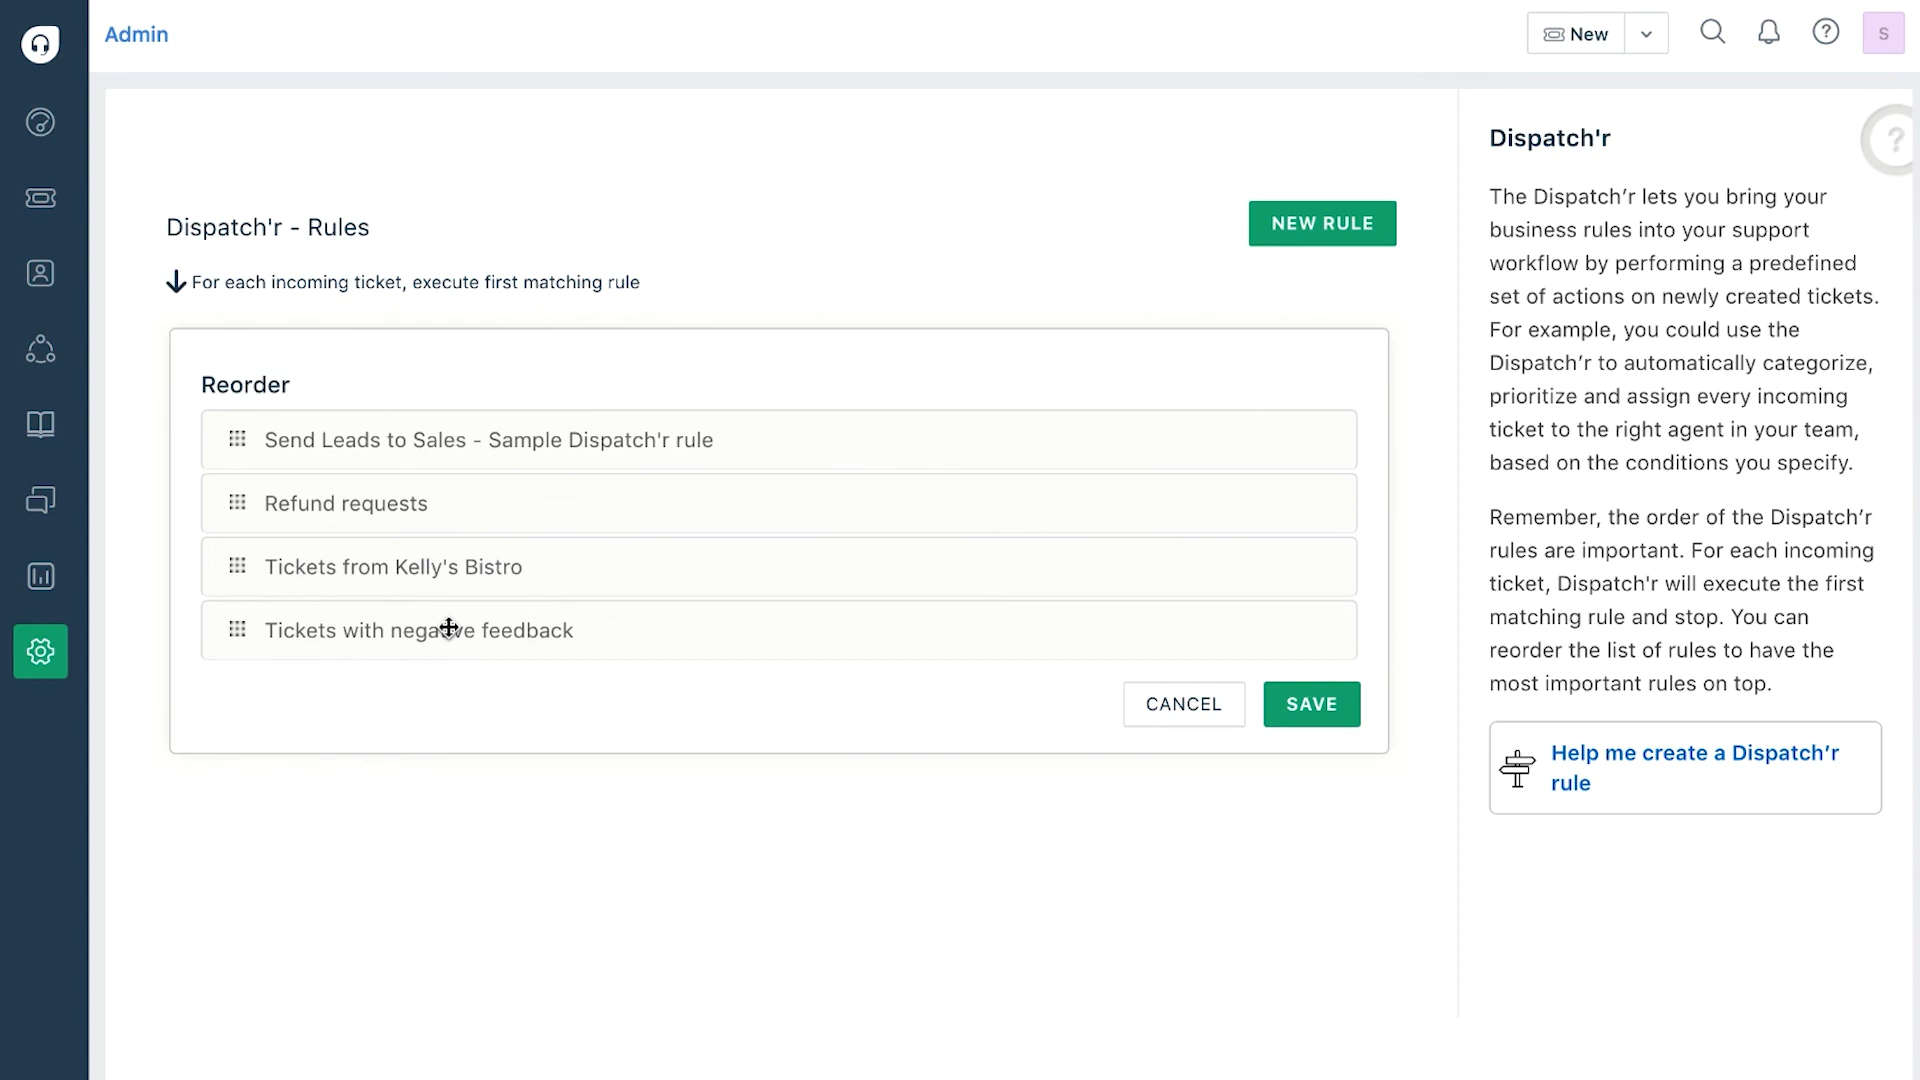 Admin
New
S
Dispatch'r - Rules
NEW RULE
For each incoming ticket, execute first matching rule
Reorder
Send Leads to Sales - Sample Dispatch'r rule
Refund requests
Tickets from Kelly's Bistro
Tickets with negative feedback
CANCEL
SAVE
Dispatch'r
?
The Dispatch’r lets you bring your
business rules into your support
workflow by performing a predefined
set of actions on newly created tickets.
For example, you could use the
Dispatch’r to automatically categorize,
prioritize and assign every incoming
ticket to the right agent in your team,
based on the conditions you specify.
Remember, the order of the Dispatch’r
rules are important. For each incoming
ticket, Dispatch'r will execute the first
matching rule and stop. You can
reorder the list of rules to have the
most important rules on top.
Help me create a Dispatch’r
rule